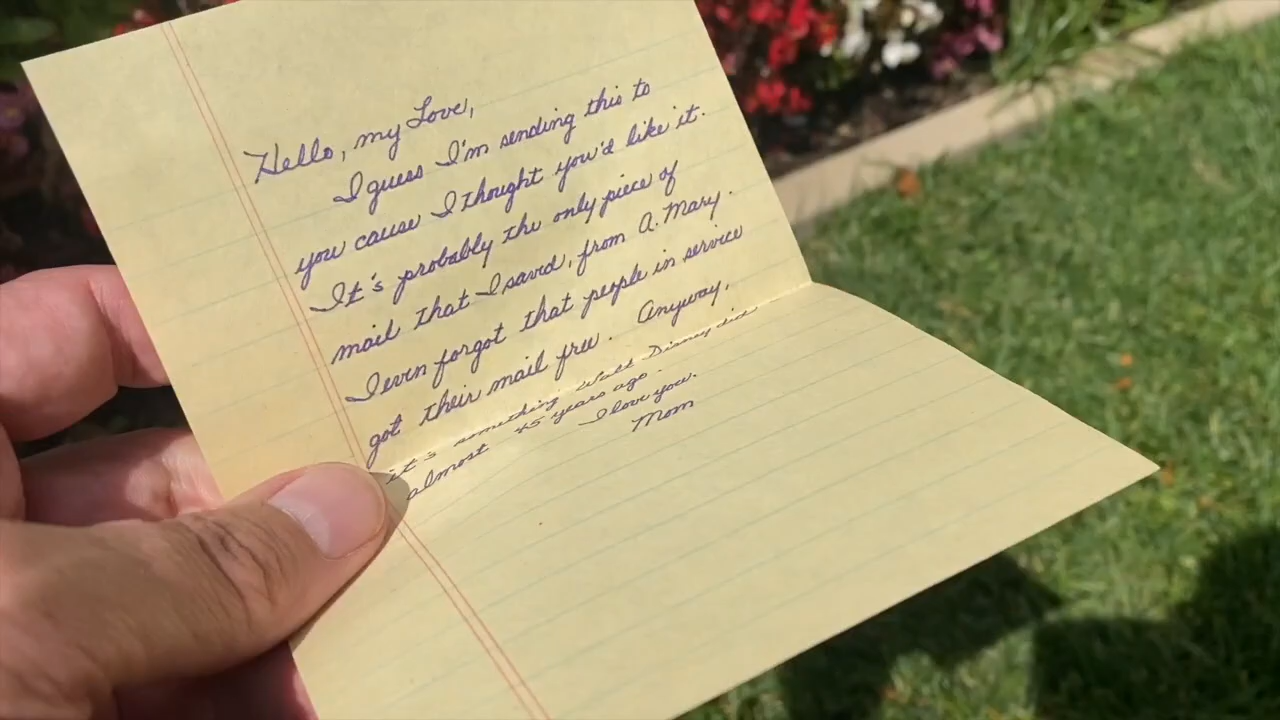 Hello, my Love,
I guess I'm sending this to
you cause I thought you'd like it.
It's probably the only piece of
mail that I saved, from A. Mary.
I even forgot that people in service
got their mail free. Anyway,
it's something Walt Disney did
almost 45 years ago.
I love you.
Mom